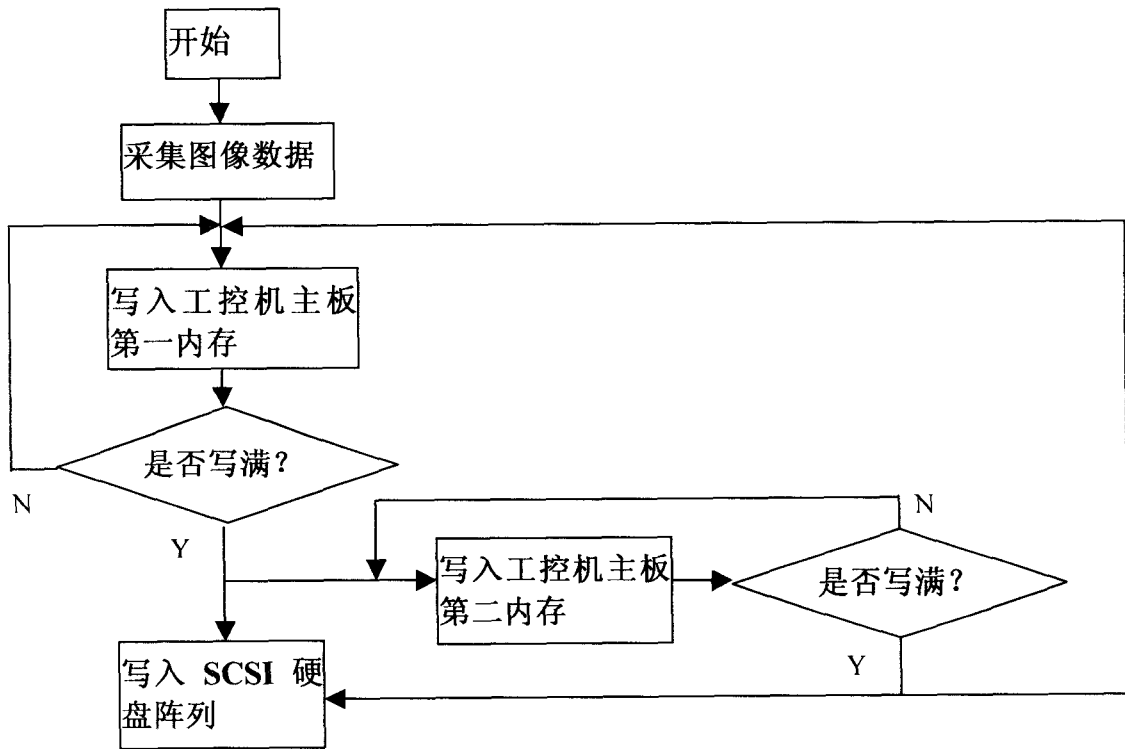 开始
采集图像数据
写入工控机主板
第一内存
是否写满？
N
Y
N
写入工控机主板
第二内存
是否写满？
Y
写入 SCSI 硬
盘阵列